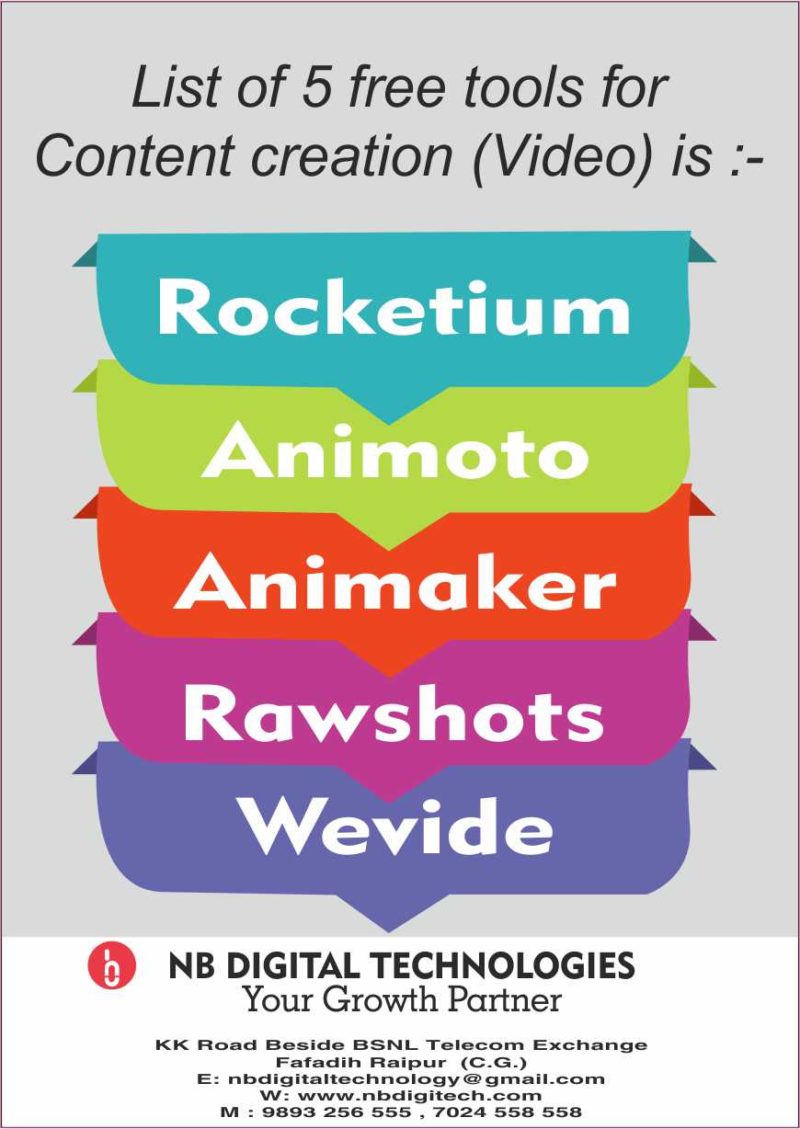 List of 5 free tools for
Content creation (Video) is :-
Rocketium
Animoto
Animaker
Rawshots
Wevide
NB DIGITAL TECHNOLOGIES
Your Growth Partner
KK Road Beside BSNL Telecom Exchange
Fafadih Raipur (C.G.)
E: nbdigitaltechnology@gmail.com
W: www.nbdigitech.com
M : 9893 256 555 , 7024 558 558